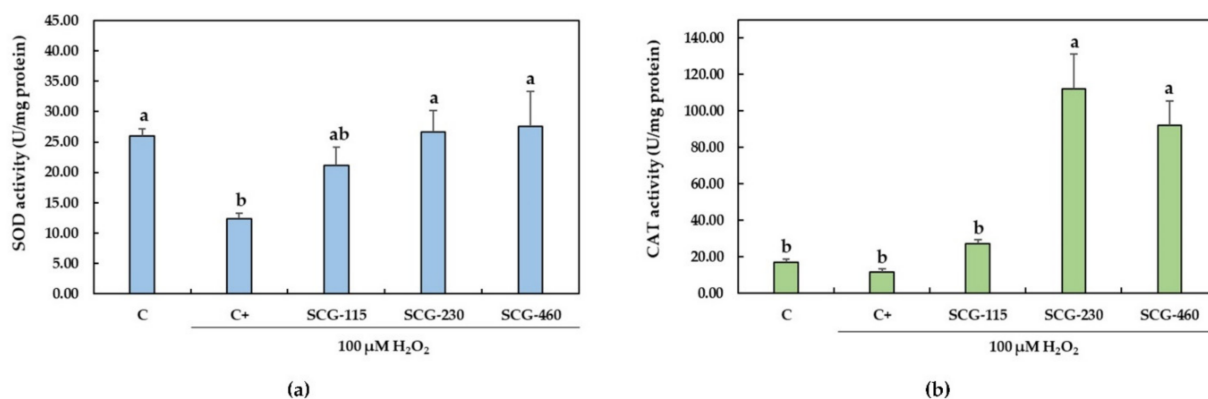 45.00
40.00
35.00
30.00
25.00
20.00
15.00
10.00
5.00
0.00
SOD activity (U/mg protein)
a
b
ab
a
a
C C+ SCG-115 SCG-230 SCG-460
100 μM H₂O₂
(a)
140.00
120.00
100.00
80.00
60.00
40.00
20.00
0.00
CAT activity (U/mg protein)
b
b
b
a
a
C C+ SCG-115 SCG-230 SCG-460
100 μM H₂O₂
(b)